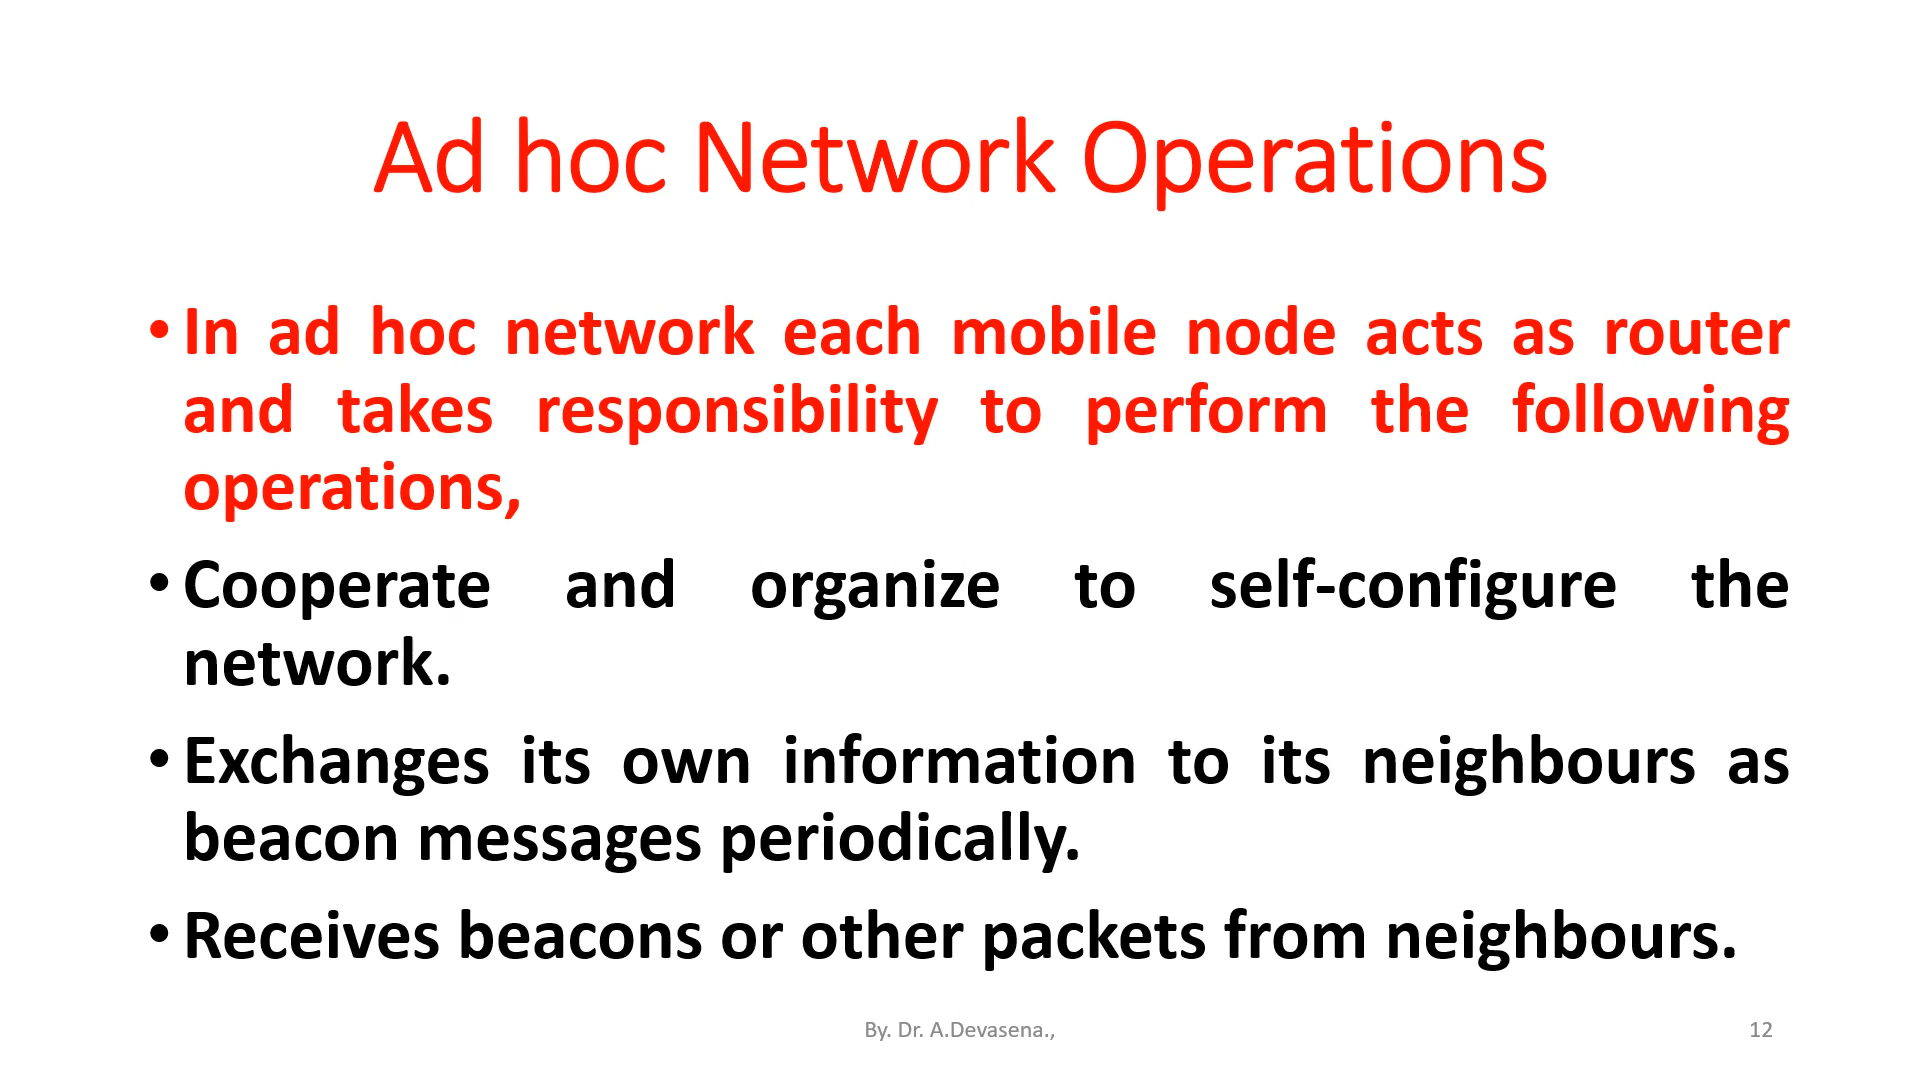 Ad hoc Network Operations
• In ad hoc network each mobile node acts as router
and takes responsibility to perform the following
operations,
• Cooperate and organize to self-configure the
network.
• Exchanges its own information to its neighbours as
beacon messages periodically.
• Receives beacons or other packets from neighbours.
By. Dr. A.Devasena.,
12